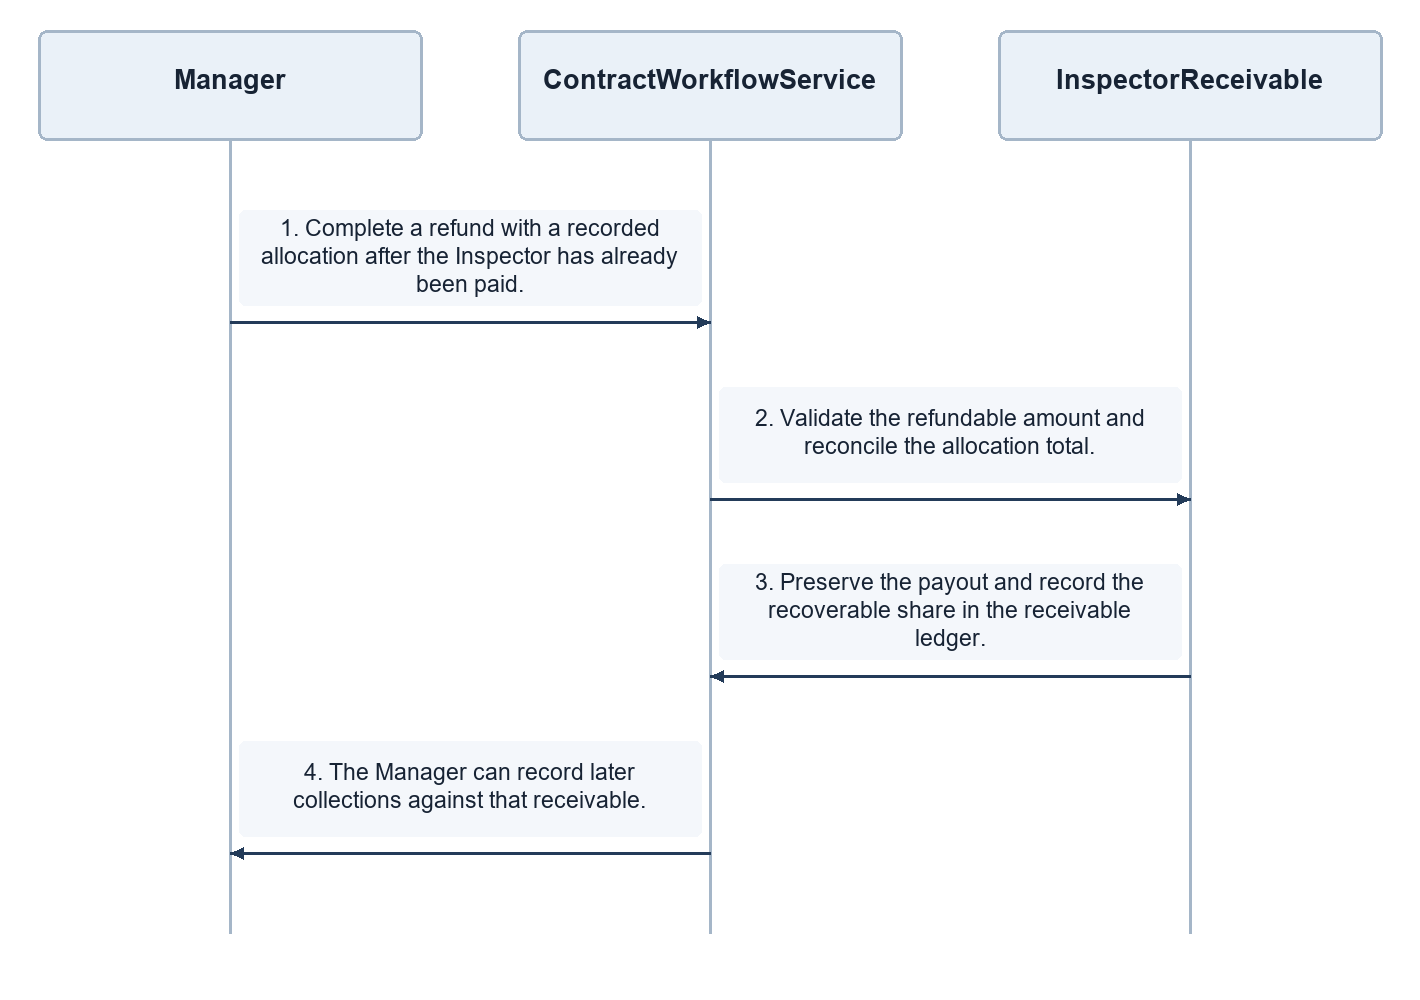 Manager
ContractWorkflowService
InspectorReceivable
1. Complete a refund with a recorded
allocation after the Inspector has already
been paid.
2. Validate the refundable amount and
reconcile the allocation total.
3. Preserve the payout and record the
recoverable share in the receivable
ledger.
4. The Manager can record later
collections against that receivable.